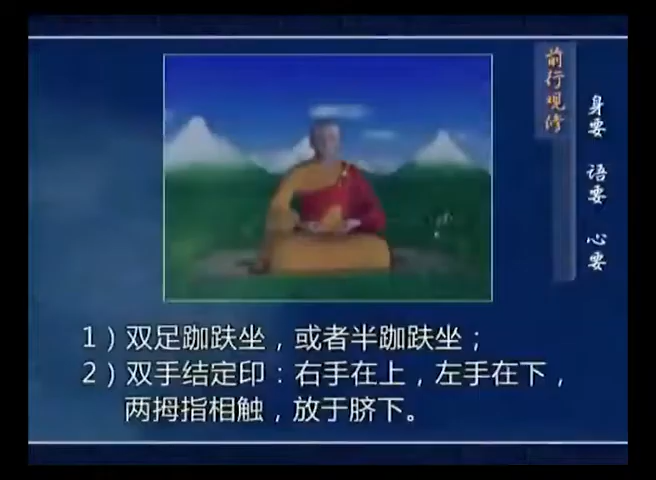 前行观修
身要 语要 心要
1）双足跏趺坐，或者半跏趺坐；
2）双手结定印：右手在上，左手在下，
两拇指相触，放于脐下。